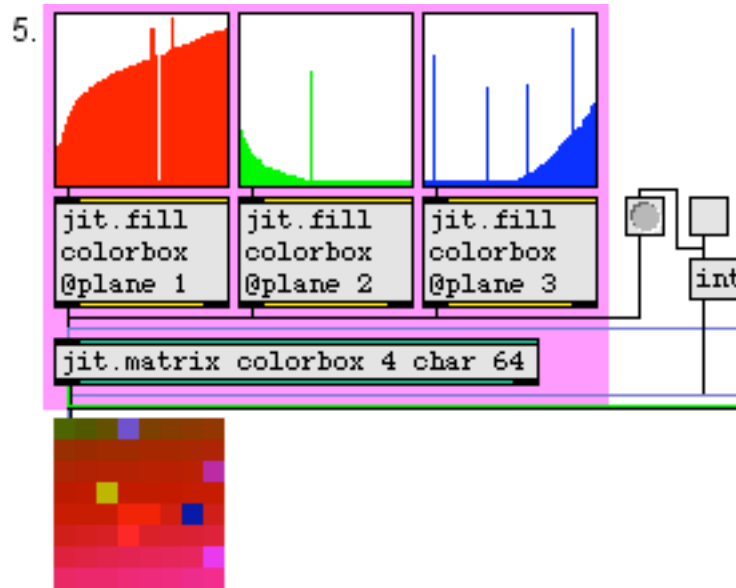 5.
jit.fill
colorbox
@plane 1
jit.fill
colorbox
@plane 2
jit.fill
colorbox
@plane 3
int
jit.matrix colorbox 4 char 64